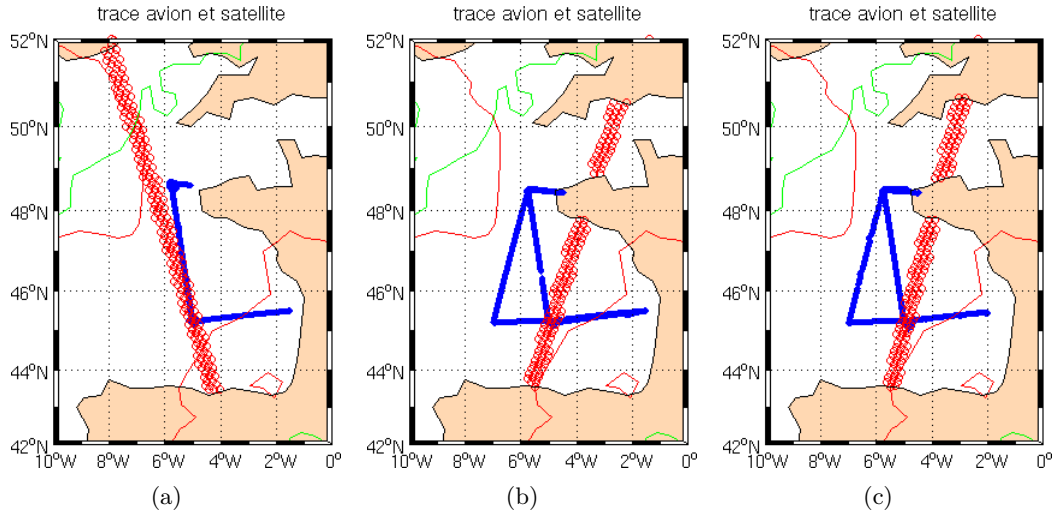 trace avion et satellite trace avion et satellite trace avion et satellite
52°N 52°N 52°N
50°N 50°N 50°N
48°N 48°N 48°N
46°N 46°N 46°N
44°N 44°N 44°N
42°N 42°N 42°N
10°W 8°W 6°W 4°W 2°W 0° 10°W 8°W 6°W 4°W 2°W 0° 10°W 8°W 6°W 4°W 2°W 0°
(a) (b) (c)